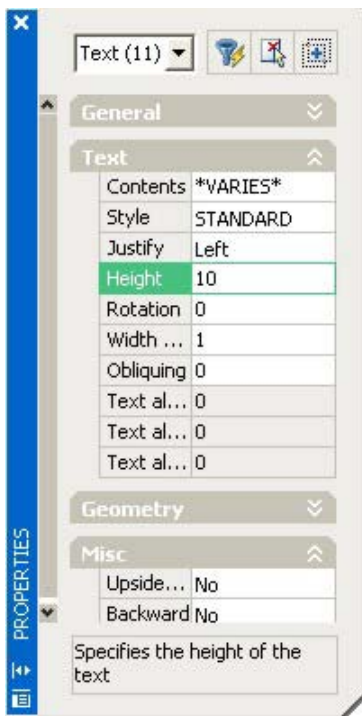 Text (11)
General
Text
Contents *VARIES*
Style STANDARD
Justify Left
Height 10
Rotation 0
Width ... 1
Obliquing 0
Text al... 0
Text al... 0
Text al... 0
Geometry
Misc
Upside... No
Backward No
Specifies the height of the
text
PROPERTIES